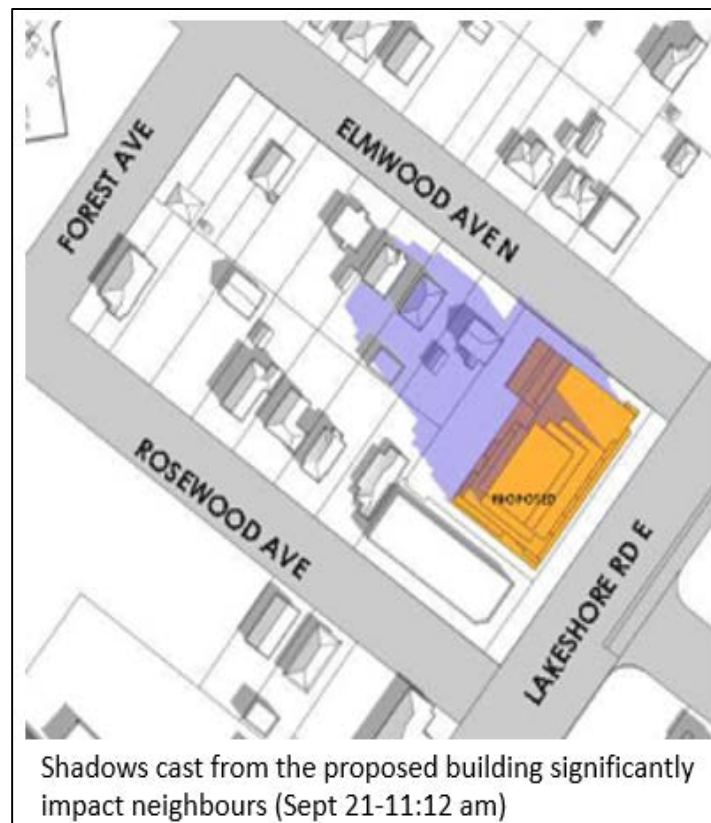 FOREST AVE
ELMWOOD AVE N
ROSEWOOD AVE
PROPOSED
LAKESHORE RD E
Shadows cast from the proposed building significantly
impact neighbours (Sept 21-11:12 am)